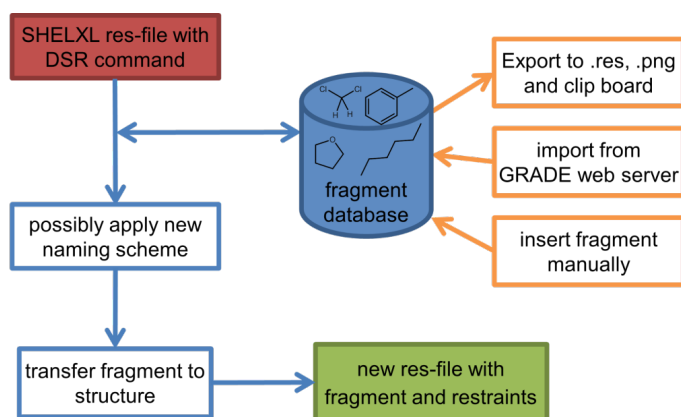 SHELXL res-file with
DSR command
Cl
Cl
H
H
O
fragment
database
Export to .res, .png
and clip board
import from
GRADE web server
insert fragment
manually
possibly apply new
naming scheme
transfer fragment to
structure
new res-file with
fragment and restraints